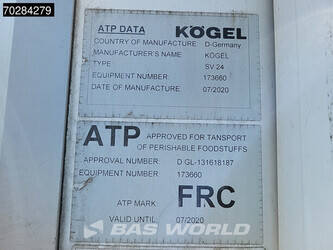 70284279
ATP DATA KÖGEL
COUNTRY OF MANUFACTURE: D-Germany
MANUFACTURER'S NAME: KÖGEL
TYPE SV 24
EQUIPMENT NUMBER: 173660
DATE OF MANUFACTURE: 07/2020
ATP APPROVED FOR TANSPORT OF PERISHABLE FOODSTUFFS
APPROVAL NUMBER: D GL-131618187
EQUIPMENT NUMBER: 173660
ATP MARK: FRC
VALID UNTIL: 07/2020
BAS WORLD